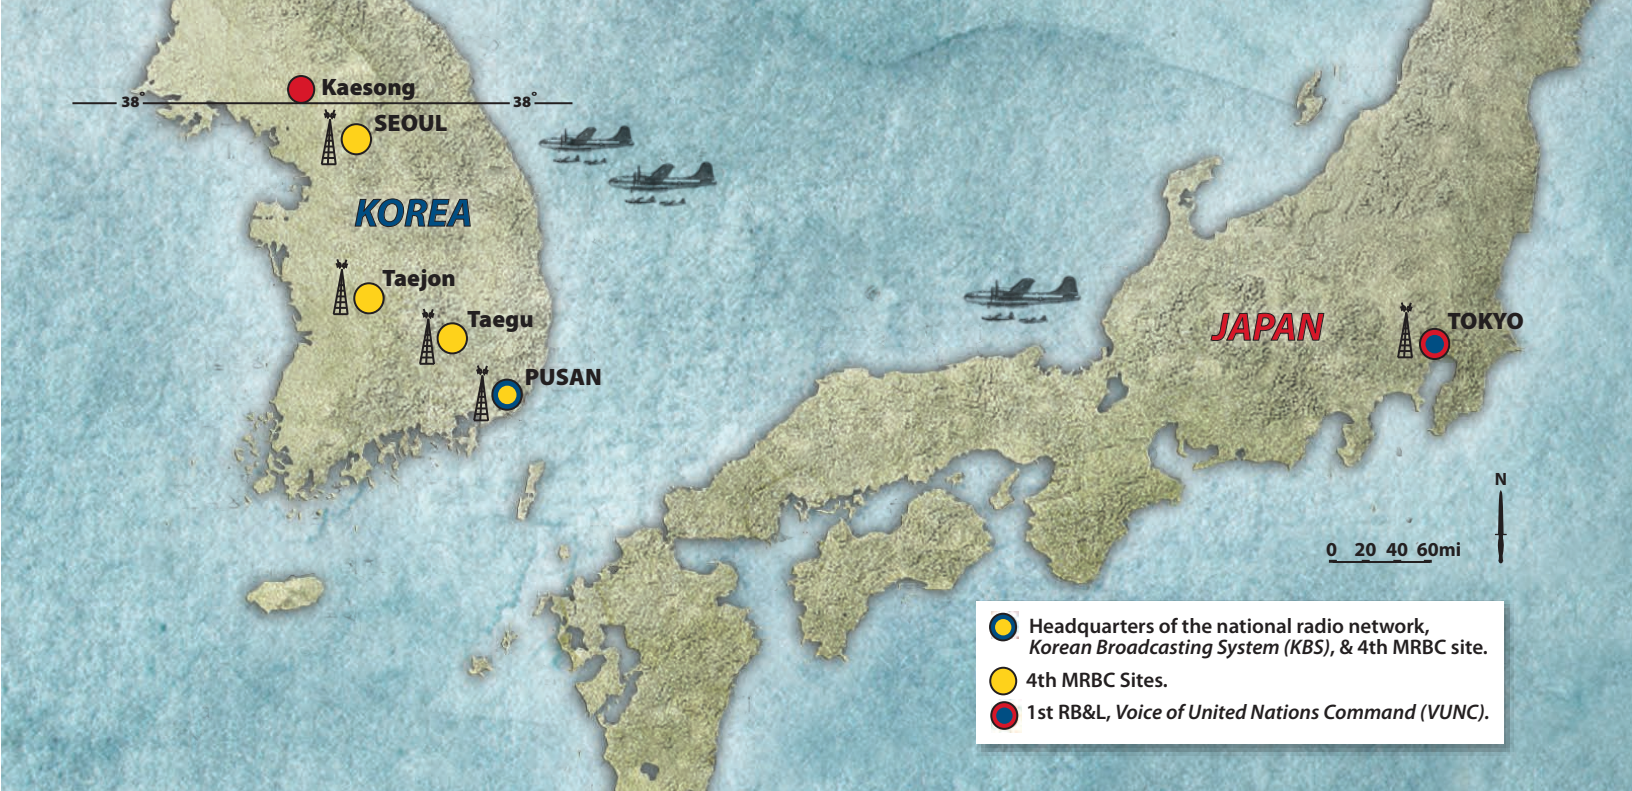 Kaesong
38°
38°
SEOUL
KOREA
Taejon
Taegu
PUSAN
JAPAN
TOKYO
N
0 20 40 60mi
Headquarters of the national radio network,
Korean Broadcasting System (KBS), & 4th MRBC site.
4th MRBC Sites.
1st RB&L, Voice of United Nations Command (VUNC).